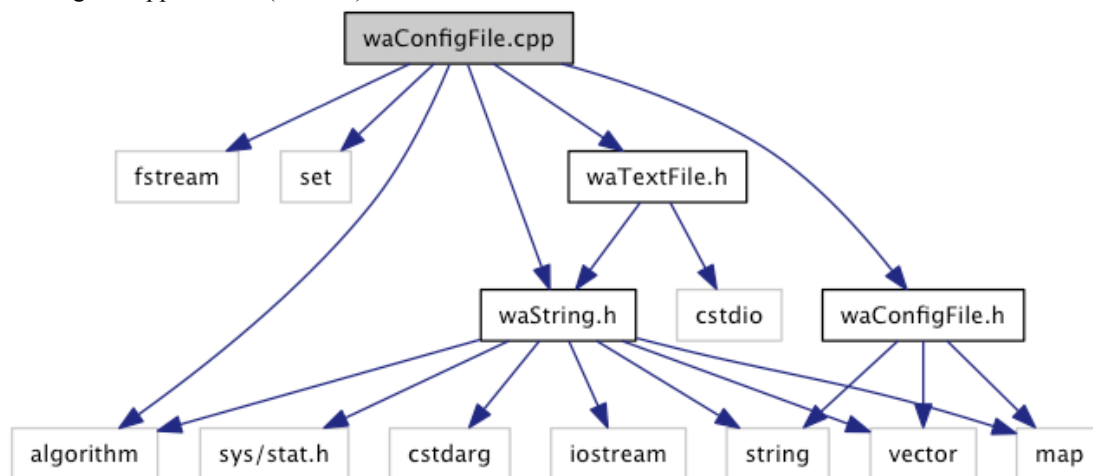 waConfigFile.cpp
fstream
set
waTextFile.h
waString.h
cstdio
waConfigFile.h
algorithm
sys/stat.h
cstdarg
iostream
string
vector
map